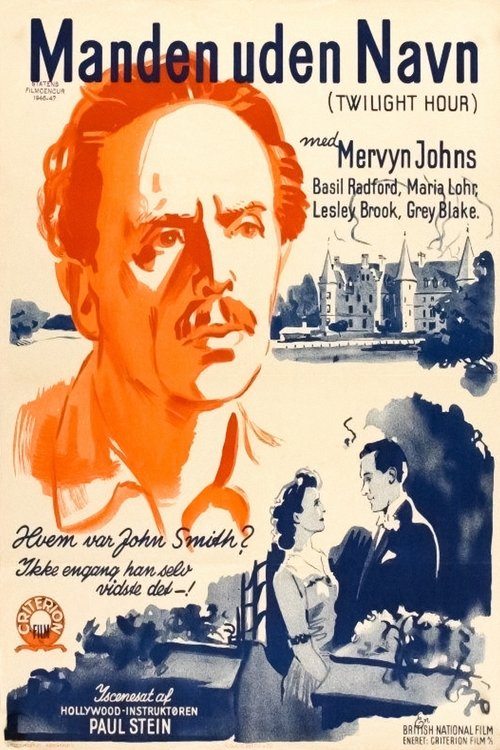 Manden uden Navn
STATENS
FILMCENSUR
1946-47
(TWILIGHT HOUR)
med
Mervyn Johns
Basil Radford, Maria Lohr,
Lesley Brook, Grey Blake.
Hvem var John Smith?
Ikke engang han selv
vidste det-!
CRITERION
FILM
Iscenesat af
HOLLYWOOD-INSTRUKTØREN
PAUL STEIN
En
BRITISH NATIONAL FILM
ENERET: CRITERION FILM %